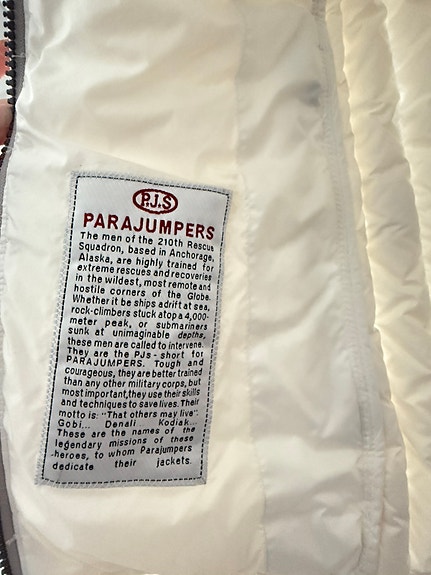 P.J.S
PARAJUMPERS
The men of the 210th Rescue
Squadron, based in Anchorage,
Alaska, are highly trained for
extreme rescues and recoveries
in the wildest, most remote and
hostile corners of the Globe.
Whether it be ships adrift at sea,
rock-climbers stuck atop a 4,000-
meter peak, or submariners
sunk at unimaginable depths,
these men are called to intervene.
They are the PJs - short for
PARAJUMPERS. Tough and
courageous, they are better trained
than any other military corps, but
most important, they use their skills
and techniques to save lives. Their
motto is: "That others may live".
Gobi... Denali Kodiak...
These are the names of the
legendary missions of these
heroes, to whom Parajumpers
dedicate their jackets.